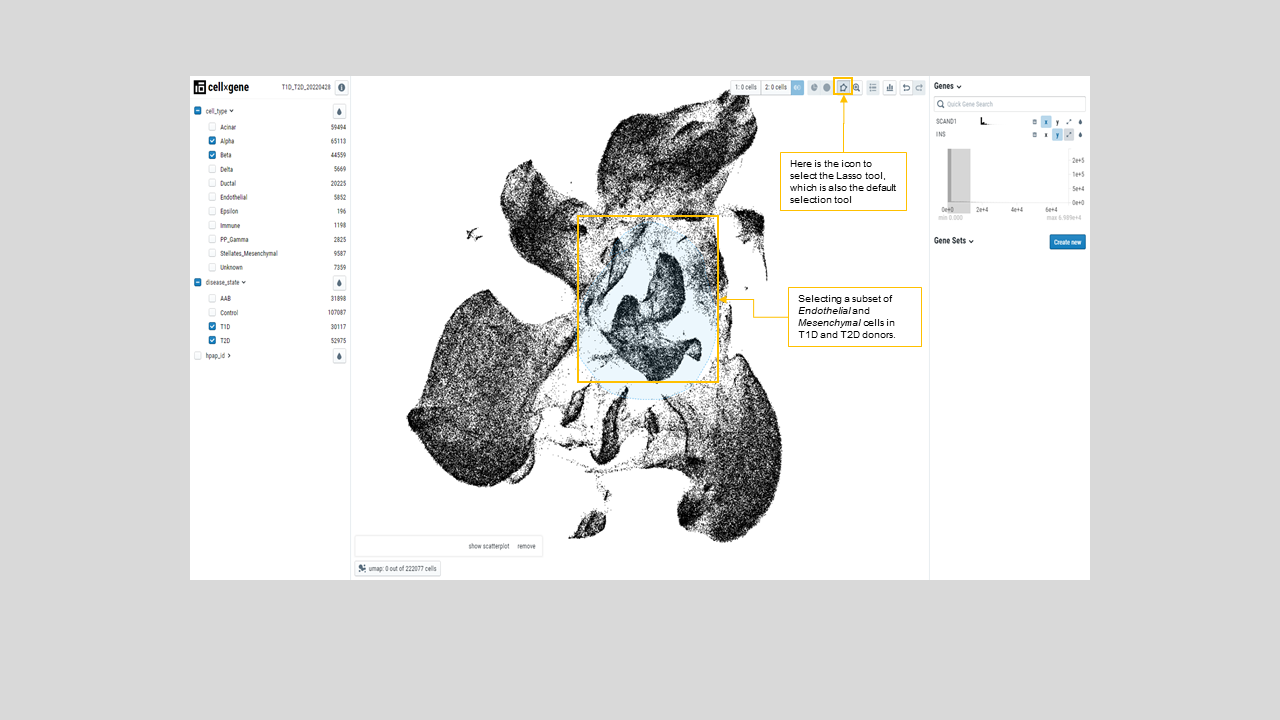 cellxgene
T1D_T2D_20220428
cell_type
Acinar 59494
Alpha 65113
Beta 44559
Delta 5669
Ductal 20225
Endothelial 5852
Epsilon 196
Immune 1198
PP_Gamma 2825
Stellates_Mesenchymal 9587
Unknown 7359
disease_state
AAB 31898
Control 107087
T1D 30117
T2D 52975
hpap_id
1: 0 cells
2: 0 cells
Here is the icon to
select the Lasso tool,
which is also the default
selection tool
Selecting a subset of
Endothelial and
Mesenchymal cells in
T1D and T2D donors.
show scatterplot remove
umap: 0 out of 222077 cells
Genes
Quick Gene Search
SCAND1 x y
INS x y
2e+5
1e+5
5e+4
0e+0
0e+0 2e+4 4e+4 6e+4
min 0.000 max 6.989e+4
Gene Sets
Create new